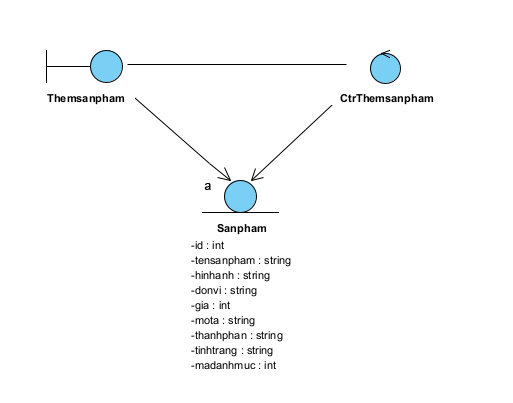 Themsanpham
CtrThemsanpham
a
Sanpham
-id : int
-tensanpham : string
-hinhanh : string
-donvi : string
-gia : int
-mota : string
-thanhphan : string
-tinhtrang : string
-madanhmuc : int